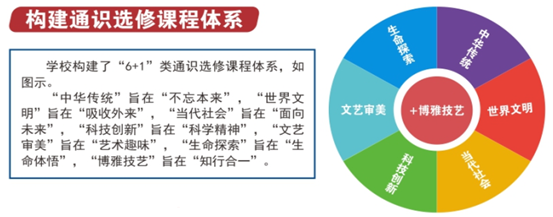 构建通识选修课程体系
学校构建了“6+1”类通识选修课程体系，如
图示。
“中华传统”旨在“不忘本来”，“世界文
明”旨在“吸收外来”，“当代社会”旨在“面向
未来”，“科技创新”旨在“科学精神”，“文艺
审美”旨在“艺术趣味”，“生命探索”旨在“生
命体悟”，“博雅技艺”旨在“知行合一”。
生命探索
中华传统
文艺审美
+博雅技艺
世界文明
科技创新
当代社会